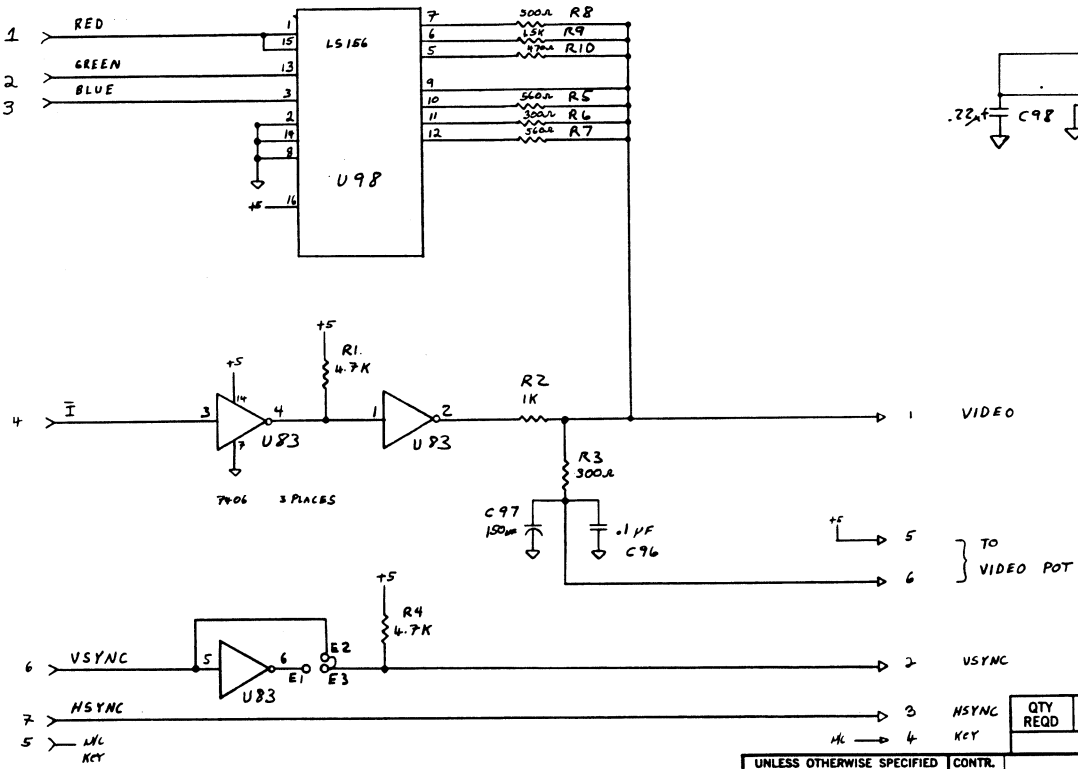 1 RED 1 LS156 7 300Ω R8
15 6 1.5K R9
5 470Ω R10
2 GREEN 13
3 BLUE 3 9
10 560Ω R5
2 11 300Ω R6
14 12 560Ω R7
8
U98
+5 16
.22µf C98
+5
R1
4.7K
+5
14
4 Ī 3 4 1 2
R2
1K
1 VIDEO
U83 U83
7
7406 3 PLACES
R3
300Ω
C97
150µF
.1µF
C96
+5 5 TO
6 VIDEO POT
+5
R4
4.7K
6 VSYNC 5 6 E2
E1 E3
U83
2 VSYNC
7 HSYNC 3 HSYNC
5 N/C
KEY
N/C 4 KEY
QTY
REQD
UNLESS OTHERWISE SPECIFIED CONTR.